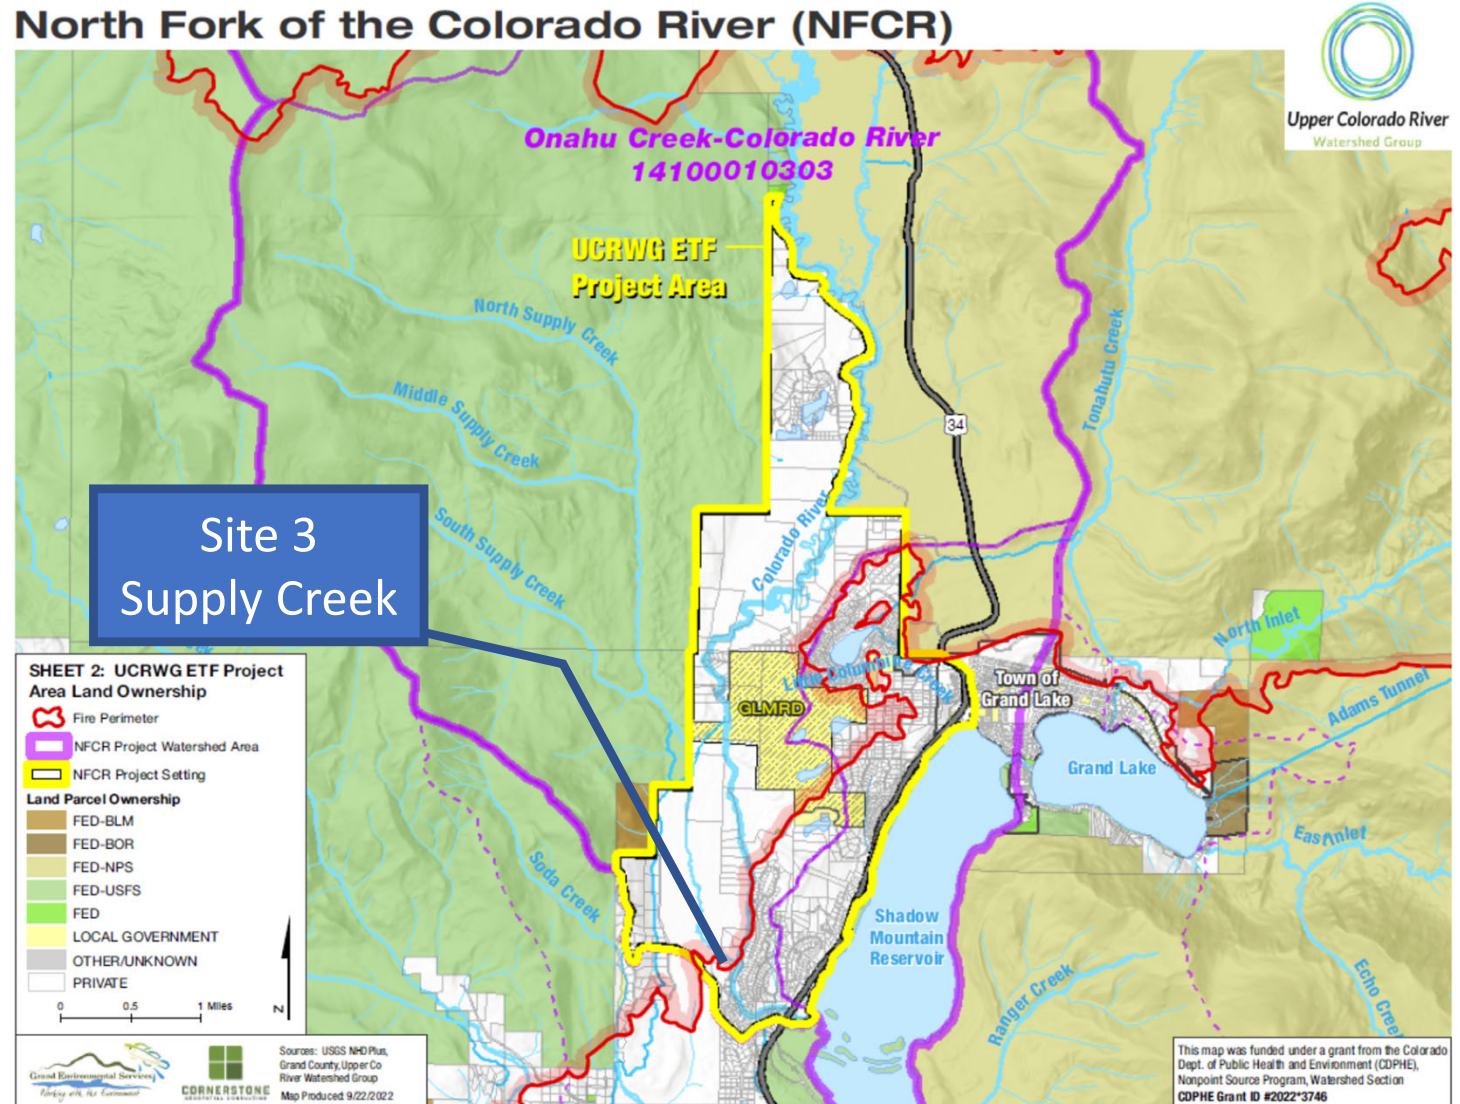 North Fork of the Colorado River (NFCR)
Upper Colorado River
Watershed Group
Onahu Creek-Colorado River
14100010303
UCRWG ETF
Project Area
North Supply Creek
Middle Supply Creek
South Supply Creek
Tonahutu Creek
34
Colorado River
Site 3
Supply Creek
North Inlet
Little Columbine Creek
Town of
Grand Lake
GLMRD
Adams Tunnel
Grand Lake
East Inlet
Soda Creek
Shadow
Mountain
Reservoir
Ranger Creek
Echo Creek
SHEET 2: UCRWG ETF Project
Area Land Ownership
Fire Perimeter
NFCR Project Watershed Area
NFCR Project Setting
Land Parcel Ownership
FED-BLM
FED-BOR
FED-NPS
FED-USFS
FED
LOCAL GOVERNMENT
OTHER/UNKNOWN
PRIVATE
0 0.5 1 Miles
N
Grand Environmental Services
Working with the Environment
CORNERSTONE
Sources: USGS NHDPlus,
Grand County, Upper Co
River Watershed Group
Map Produced 9/22/2022
This map was funded under a grant from the Colorado
Dept. of Public Health and Environment (CDPHE),
Nonpoint Source Program, Watershed Section
CDPHE Grant ID #2022*3746